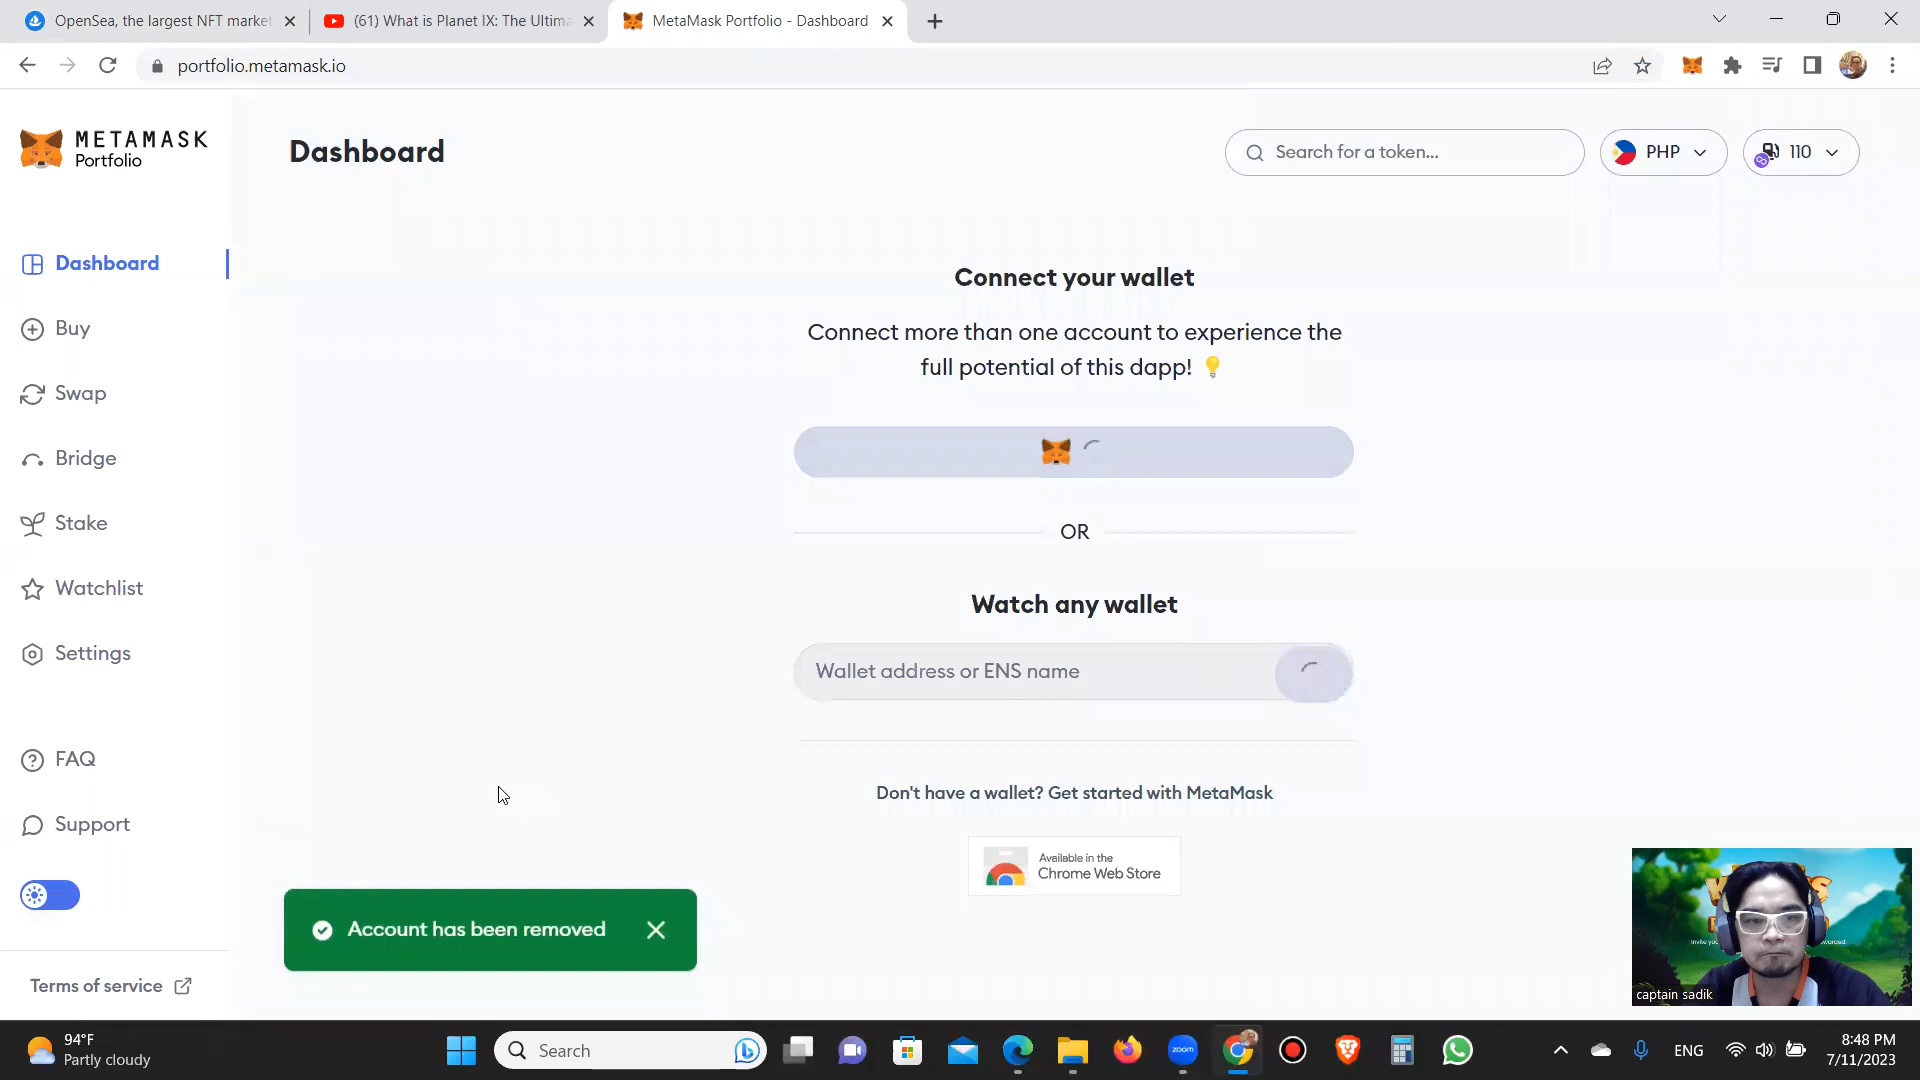 OpenSea, the largest NFT market
(61) What is Planet IX: The Ultima
MetaMask Portfolio - Dashboard
portfolio.metamask.io
METAMASK
Portfolio
Dashboard
Search for a token...
PHP
110
Dashboard
Buy
Swap
Bridge
Stake
Watchlist
Settings
FAQ
Support
Terms of service
Connect your wallet
Connect more than one account to experience the
full potential of this dapp!
OR
Watch any wallet
Wallet address or ENS name
Don't have a wallet? Get started with MetaMask
Available in the
Chrome Web Store
Account has been removed
captain sadik
94°F
Partly cloudy
Search
zoom
ENG
8:48 PM
7/11/2023